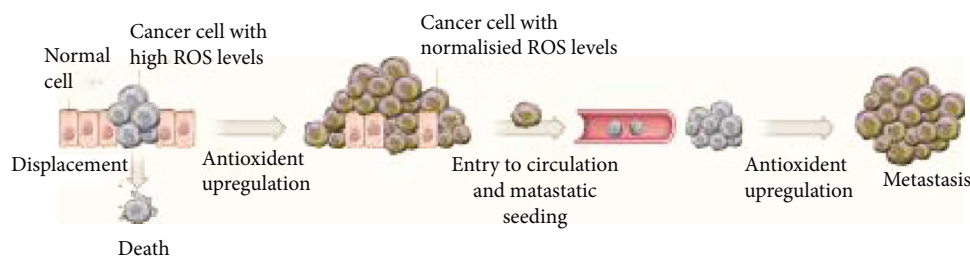 Normal
cell
Cancer cell with
high ROS levels
Cancer cell with
normalisied ROS levels
Displacement
Death
Antioxident
upregulation
Entry to circulation
and matastatic
seeding
Antioxident
upregulation
Metastasis